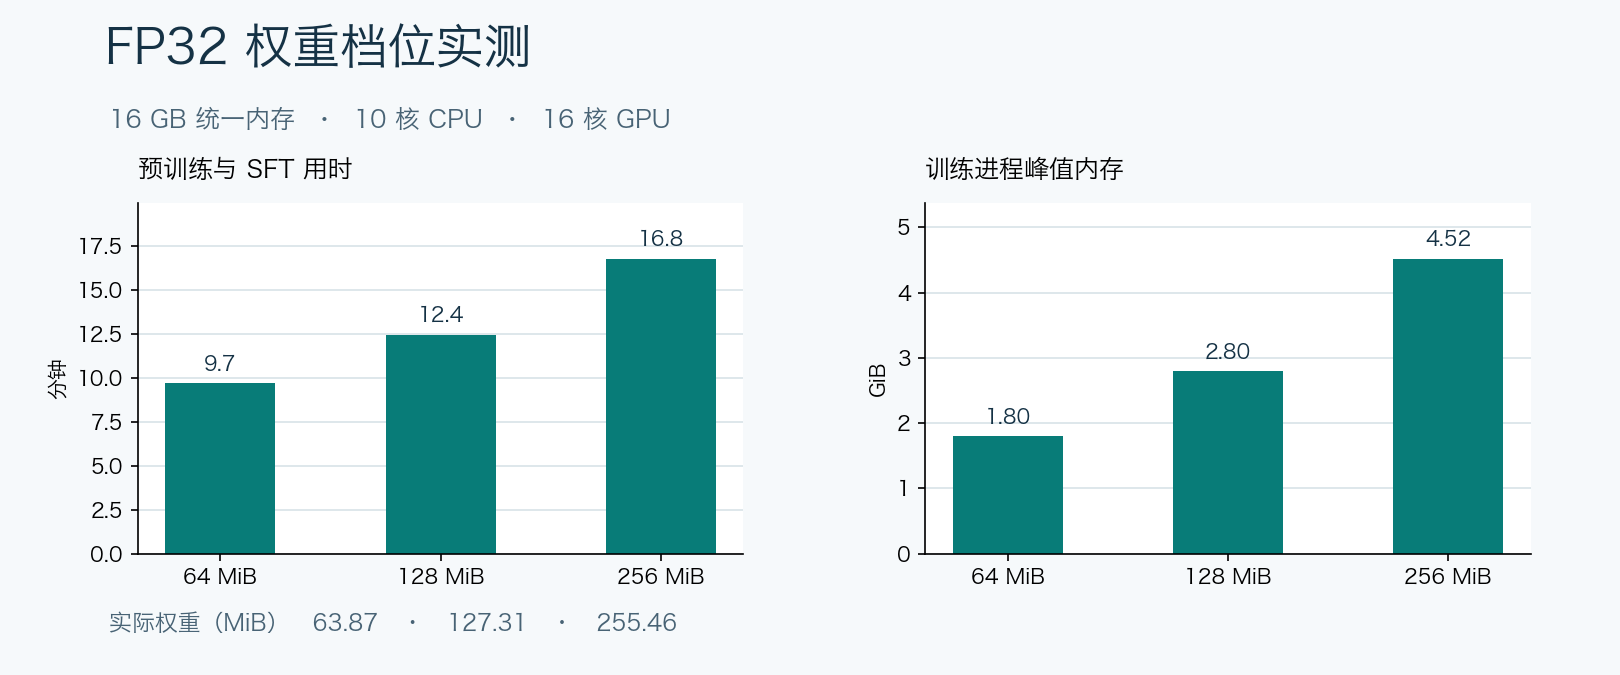 FP32 权重档位实测
16 GB 统一内存 · 10 核 CPU · 16 核 GPU
预训练与 SFT 用时
分钟
17.5
15.0
12.5
10.0
7.5
5.0
2.5
0.0
9.7
12.4
16.8
64 MiB
128 MiB
256 MiB
训练进程峰值内存
GiB
5
4
3
2
1
0
1.80
2.80
4.52
64 MiB
128 MiB
256 MiB
实际权重（MiB） 63.87 · 127.31 · 255.46